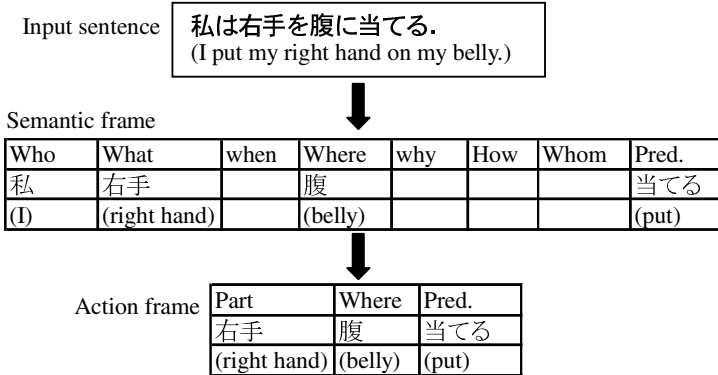 Input sentence
私は右手を腹に当てる.
(I put my right hand on my belly.)
Semantic frame
Who What when Where why How Whom Pred.
私 右手 腹 当てる
(I) (right hand) (belly) (put)
Action frame
Part Where Pred.
右手 腹 当てる
(right hand) (belly) (put)